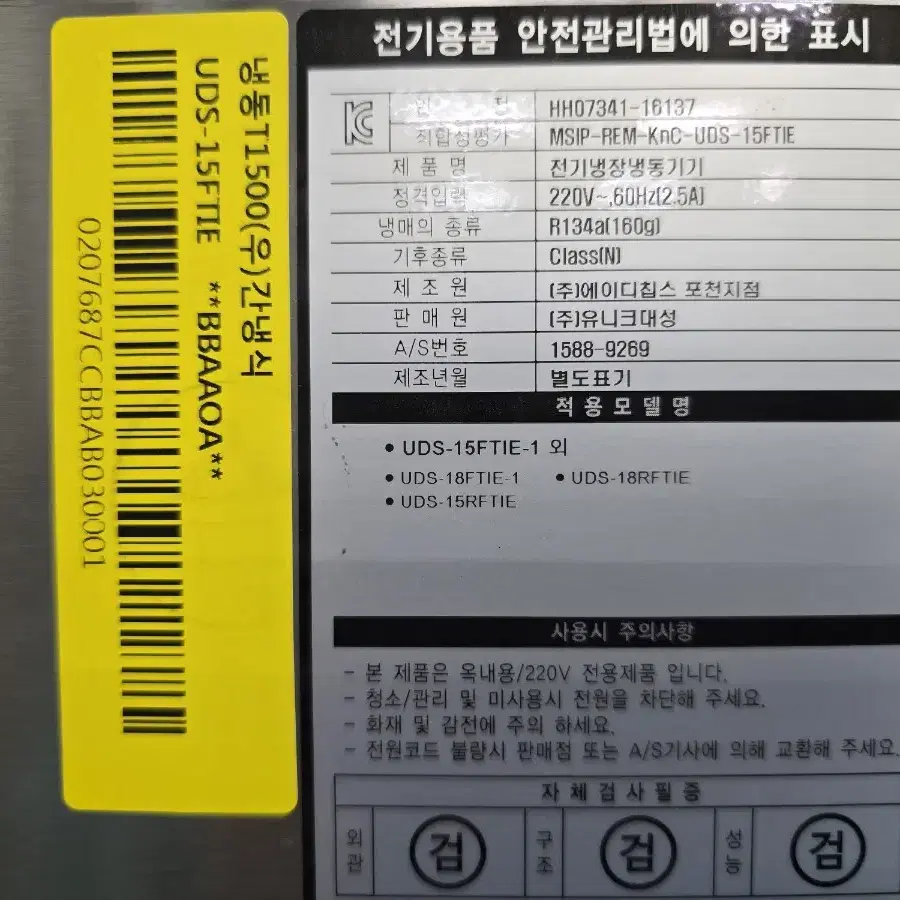 냉동T1500(우)간냉식
UDS-15FTIE **BBAAOA**
0207687CCBBAB030001
전기용품 안전관리법에 의한 표시
HH07341-16137
적합성평가 MSIP-REM-KnC-UDS-15FTIE
제품명 전기냉장냉동기기
정격입력 220V~,60Hz(2.5A)
냉매의 종류 R134a(160g)
기후종류 Class(N)
제조원 (주)에이디칩스 포천지점
판매원 (주)유니크대성
A/S번호 1588-9269
제조년월 별도표기
적용모델명
• UDS-15FTIE-1 외
• UDS-18FTIE-1 • UDS-18RFTIE
• UDS-15RFTIE
사용시 주의사항
- 본 제품은 옥내용/220V 전용제품 입니다.
- 청소/관리 및 미사용시 전원을 차단해 주세요.
- 화재 및 감전에 주의 하세요.
- 전원코드 불량시 판매점 또는 A/S기사에 의해 교환해 주세요.
자체검사필증
외관 검 구조 검 성능 검